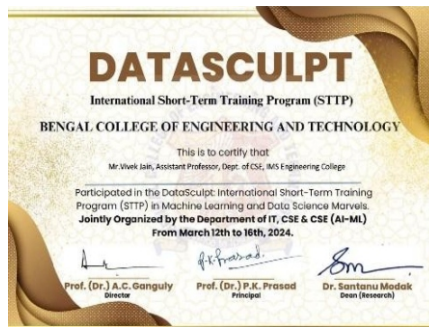 DATASCULPT
International Short-Term Training Program (STTP)
BENGAL COLLEGE OF ENGINEERING AND TECHNOLOGY
This is to certify that
Mr.Vivek Jain, Assistant Professor, Dept. of CSE, IMS Engineering College
Participated in the DataSculpt: International Short-Term Training
Program (STTP) in Machine Learning and Data Science Marvels.
Jointly Organized by the Department of IT, CSE & CSE (AI-ML)
From March 12th to 16th, 2024.
P.K. Prasad.
Prof. (Dr.) A.C. Ganguly
Director
Prof. (Dr.) P.K. Prasad
Principal
Dr. Santanu Modak
Dean (Research)